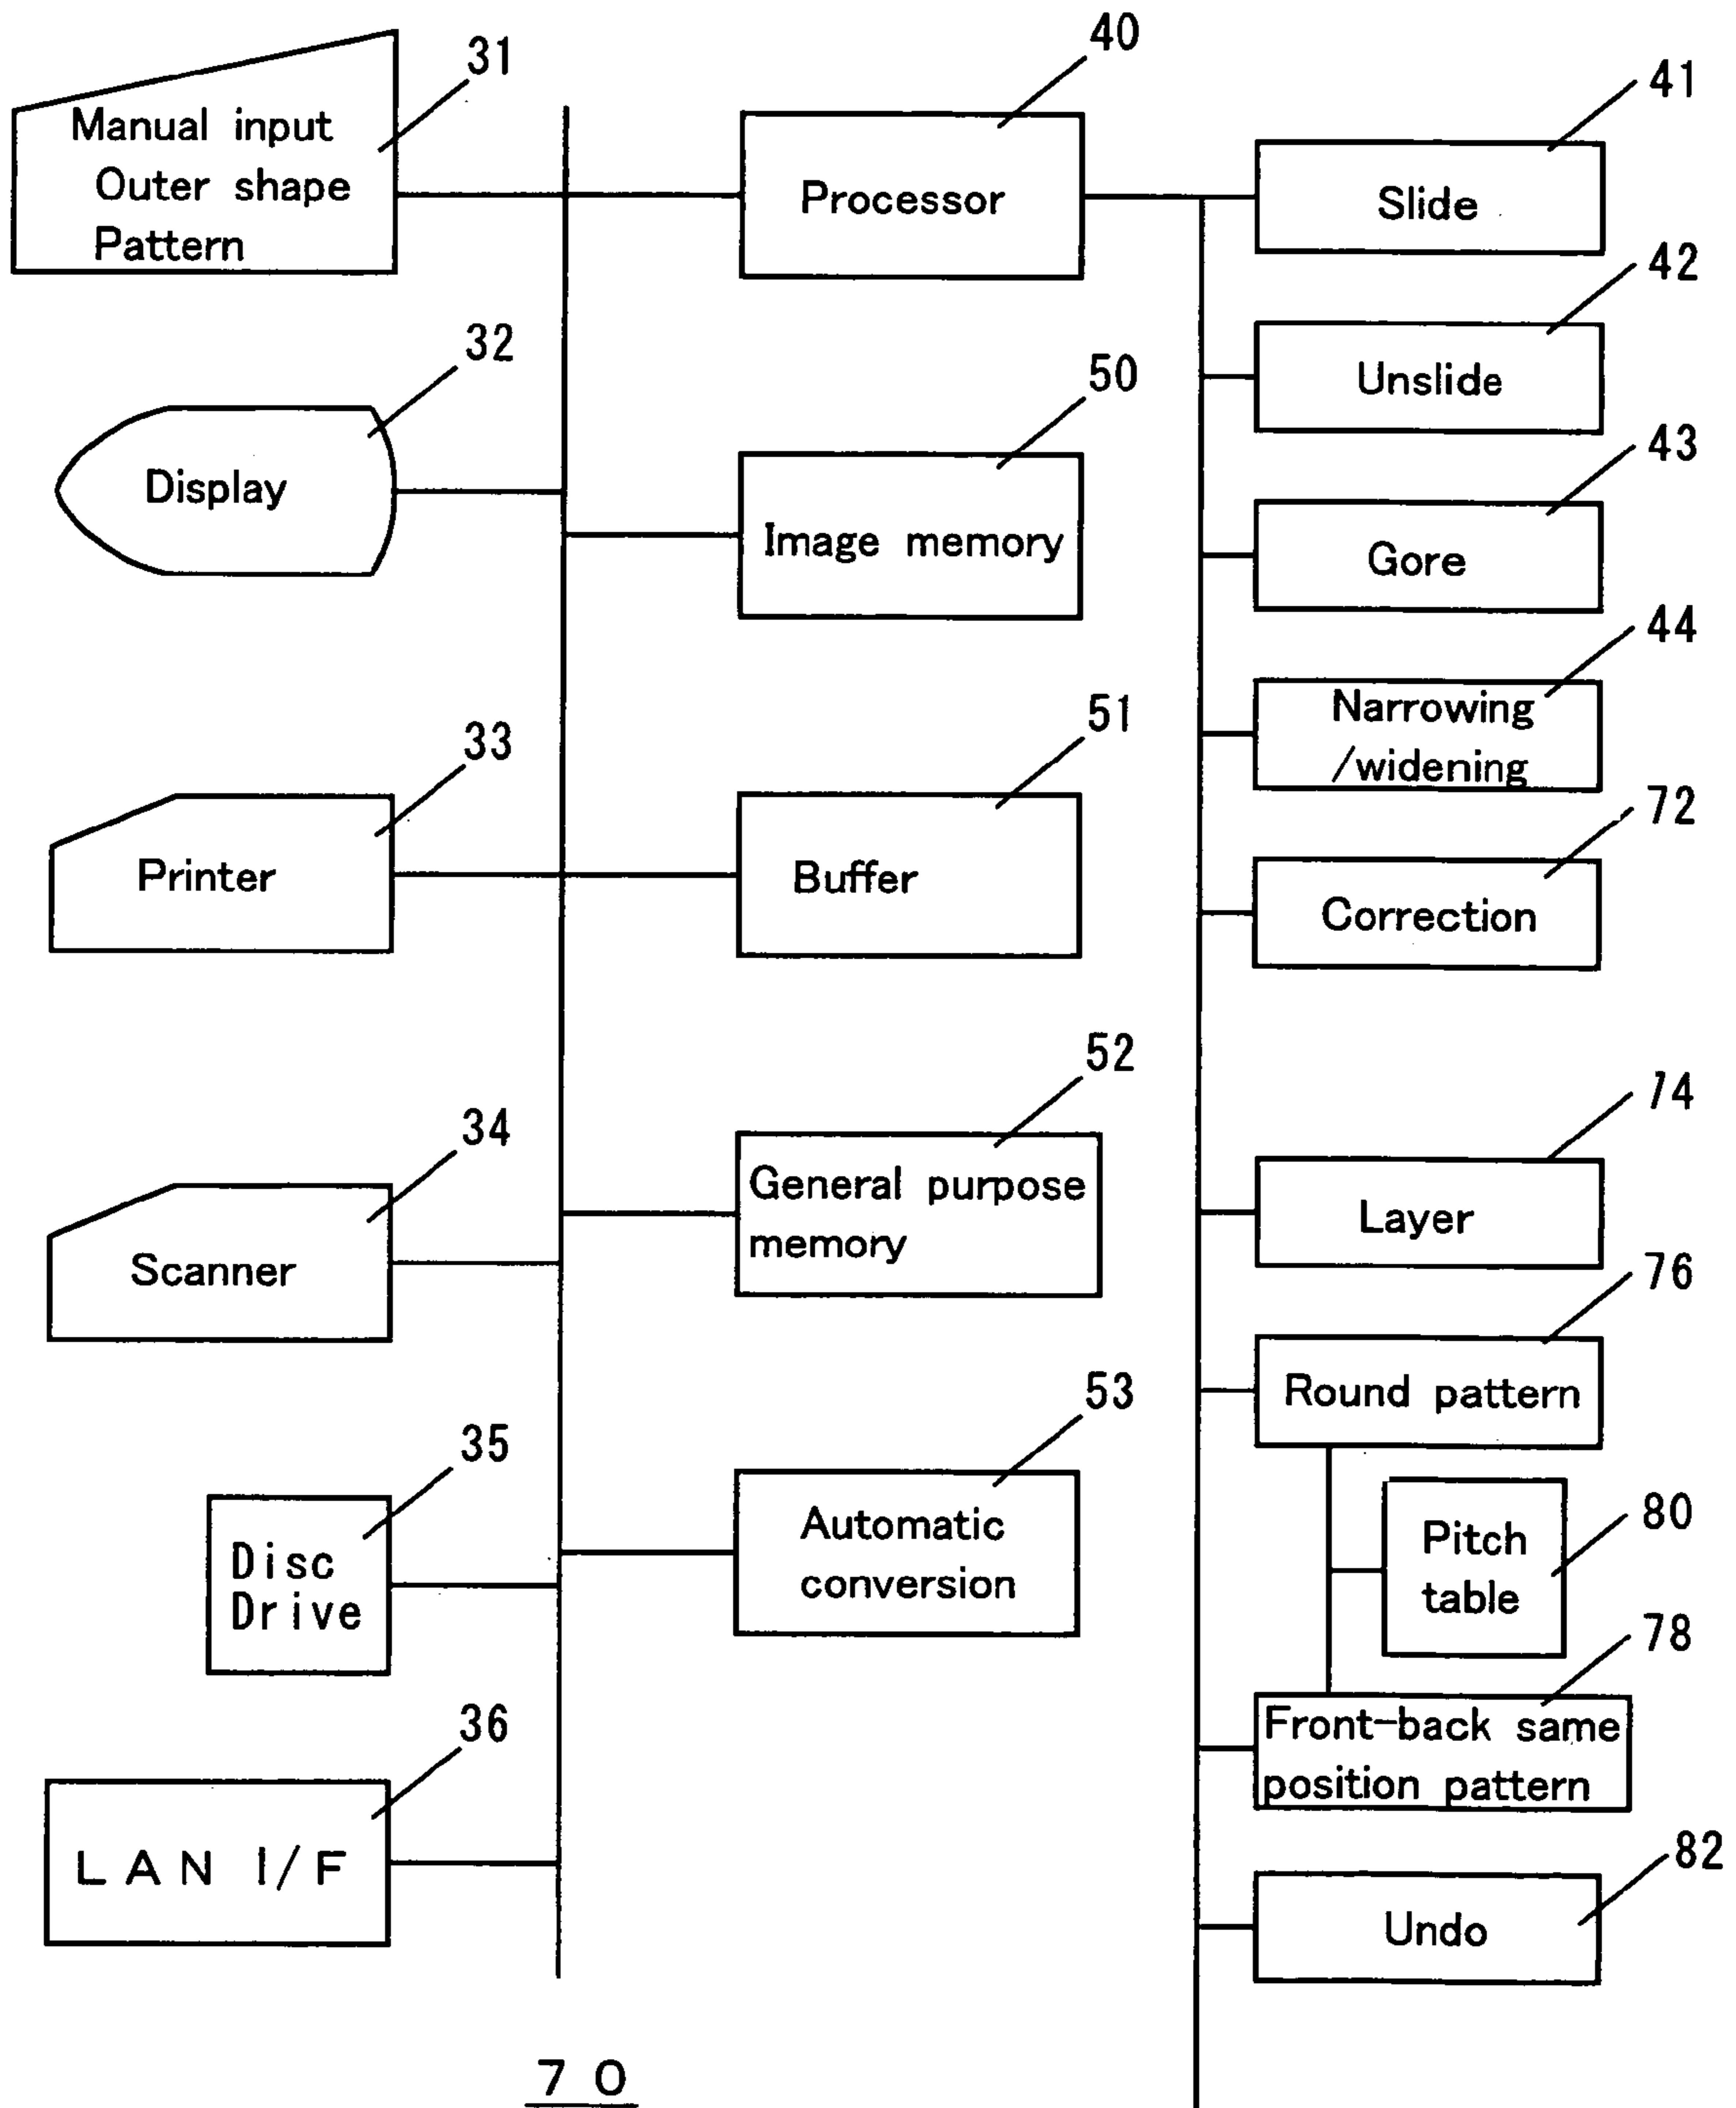 31
Manual input
Outer shape
Pattern
32
Display
33
Printer
34
Scanner
35
Disc
Drive
36
LAN I/F
40
Processor
50
Image memory
51
Buffer
52
General purpose
memory
53
Automatic
conversion
41
Slide
42
Unslide
43
Gore
44
Narrowing
/widening
72
Correction
74
Layer
76
Round pattern
80
Pitch
table
78
Front-back same
position pattern
82
Undo
70